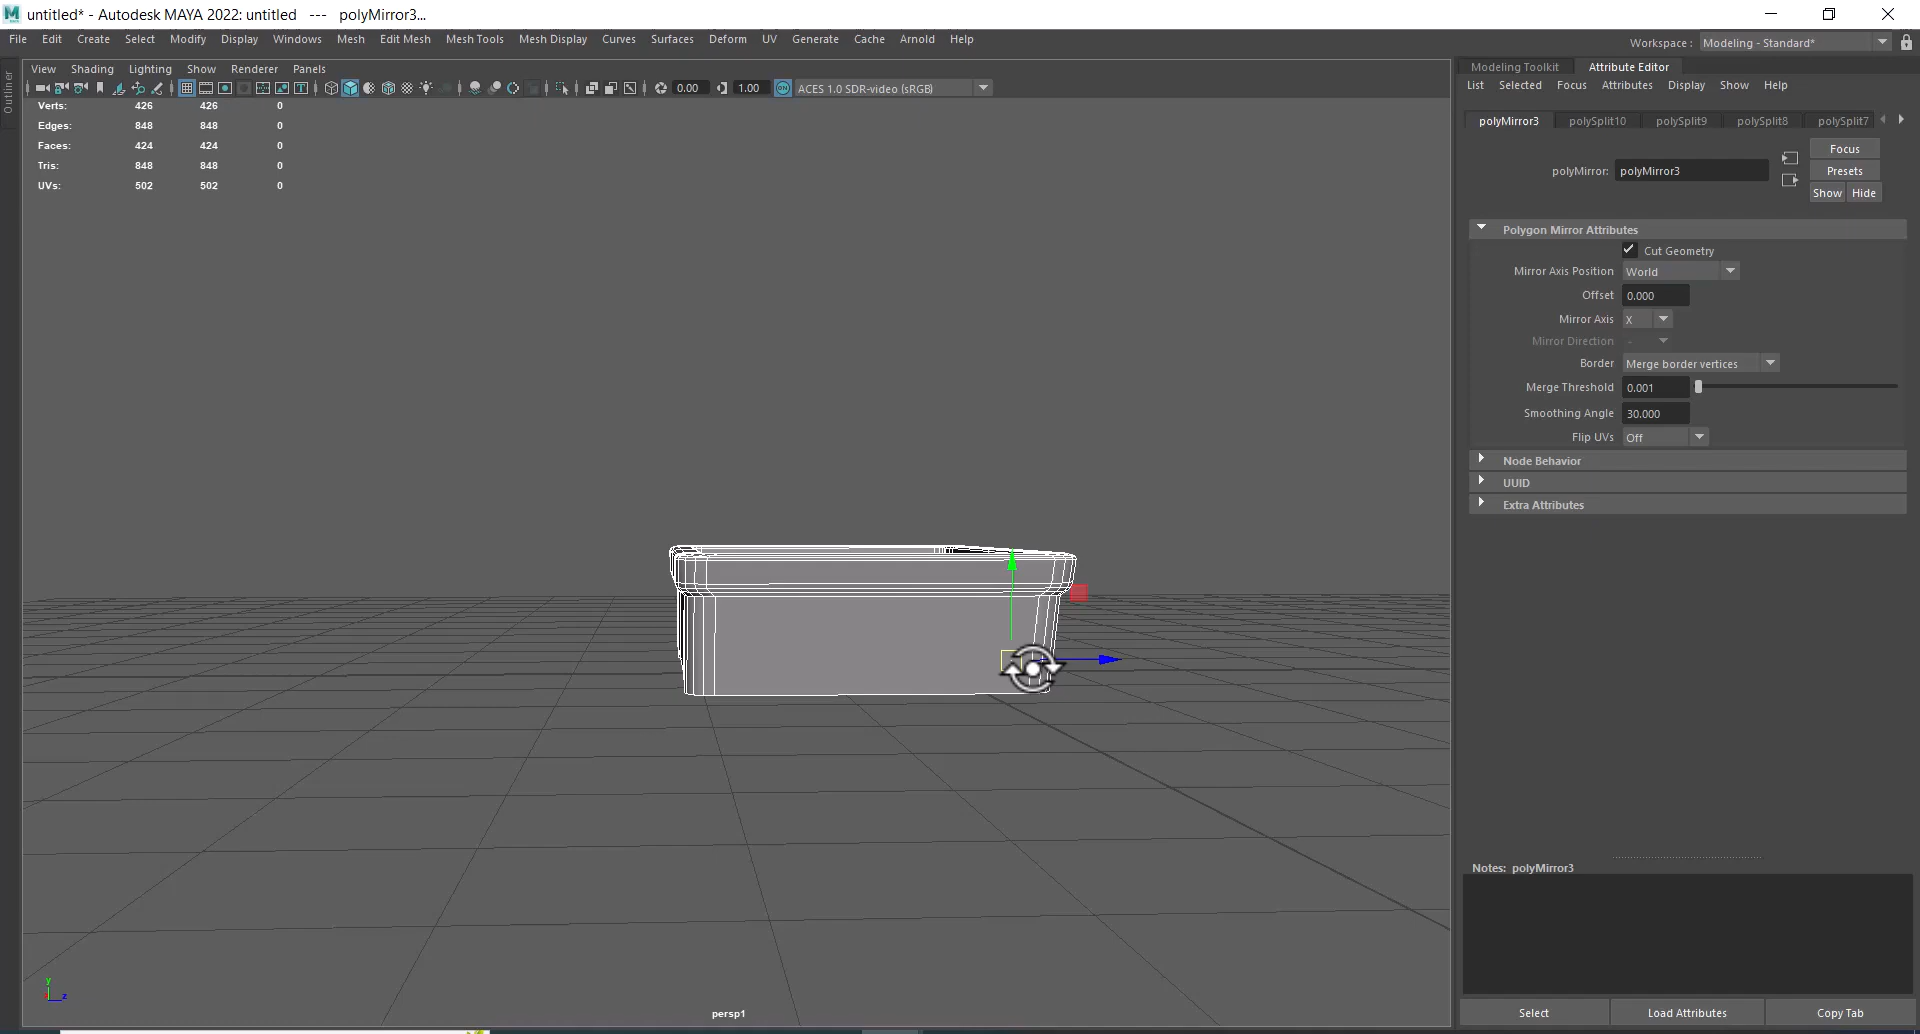 untitled* - Autodesk MAYA 2022: untitled --- polyMirror3...
File Edit Create Select Modify Display Windows Mesh Edit Mesh Mesh Tools Mesh Display Curves Surfaces Deform UV Generate Cache Arnold Help
Workspace : Modeling - Standard*
View Shading Lighting Show Renderer Panels
Modeling Toolkit Attribute Editor
List Selected Focus Attributes Display Show Help
0.00 1.00 ON ACES 1.0 SDR-video (sRGB)
Outliner
Verts: 426 426 0
Edges: 848 848 0
Faces: 424 424 0
Tris: 848 848 0
UVs: 502 502 0
polyMirror3 polySplit10 polySplit9 polySplit8 polySplit7
Focus
polyMirror: polyMirror3
Presets
Show Hide
Polygon Mirror Attributes
Cut Geometry
Mirror Axis Position World
Offset 0.000
Mirror Axis X
Mirror Direction -
Border Merge border vertices
Merge Threshold 0.001
Smoothing Angle 30.000
Flip UVs Off
Node Behavior
UUID
Extra Attributes
Notes: polyMirror3
y
z
persp1
Select Load Attributes Copy Tab